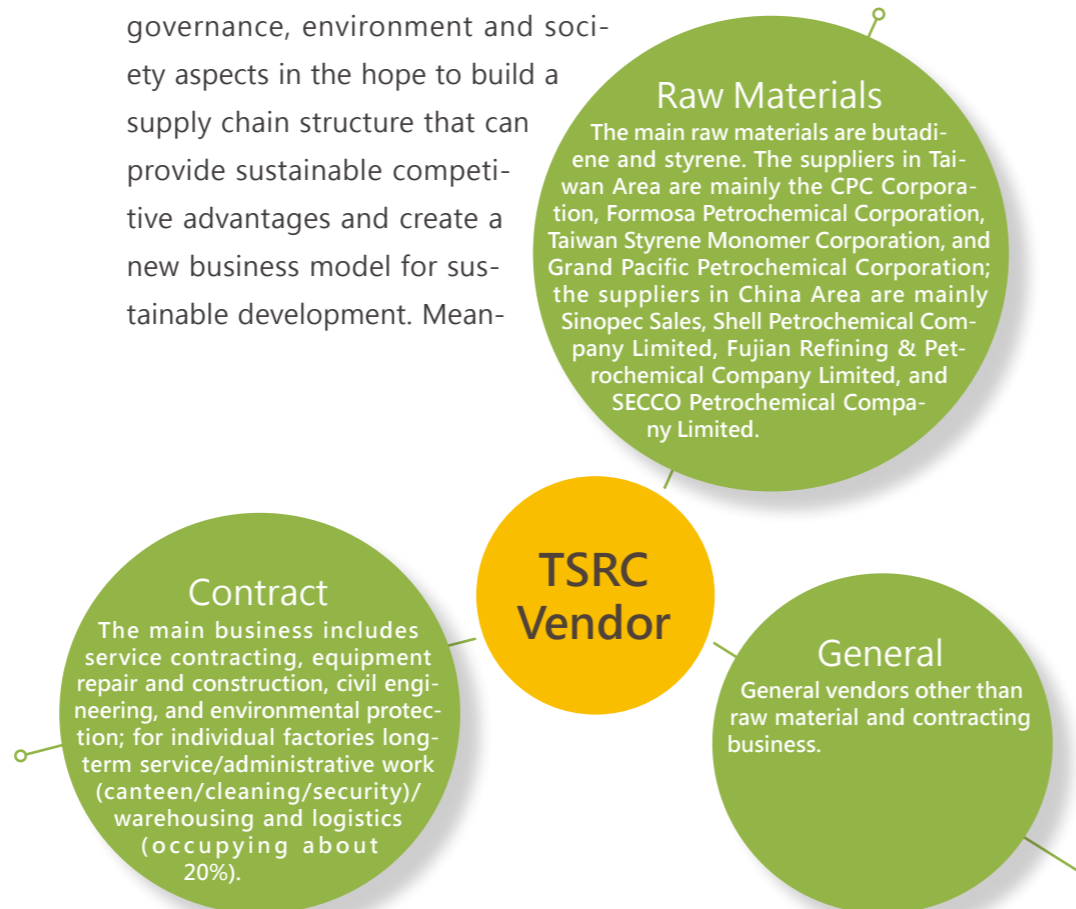 governance, environment and soci-
ety aspects in the hope to build a
supply chain structure that can
provide sustainable competi-
tive advantages and create a
new business model for sus-
tainable development. Mean-
Raw Materials
The main raw materials are butadi-
ene and styrene. The suppliers in Tai-
wan Area are mainly the CPC Corpora-
tion, Formosa Petrochemical Corporation,
Taiwan Styrene Monomer Corporation, and
Grand Pacific Petrochemical Corporation;
the suppliers in China Area are mainly
Sinopec Sales, Shell Petrochemical Com-
pany Limited, Fujian Refining & Pet-
rochemical Company Limited, and
SECCO Petrochemical Compa-
ny Limited.
TSRC
Vendor
Contract
The main business includes
service contracting, equipment
repair and construction, civil engi-
neering, and environmental protec-
tion; for individual factories long-
term service/administrative work
(canteen/cleaning/security)/
warehousing and logistics
(occupying about
20%).
General
General vendors other than
raw material and contracting
business.